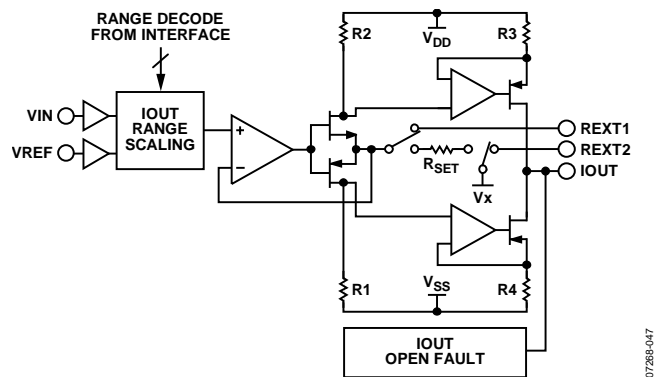 RANGE DECODE
FROM INTERFACE
R2
VDD
R3
VIN
VREF
IOUT
RANGE
SCALING
+
−
REXT1
REXT2
IOUT
RSET
Vx
R1
VSS
R4
IOUT
OPEN FAULT
07268-047